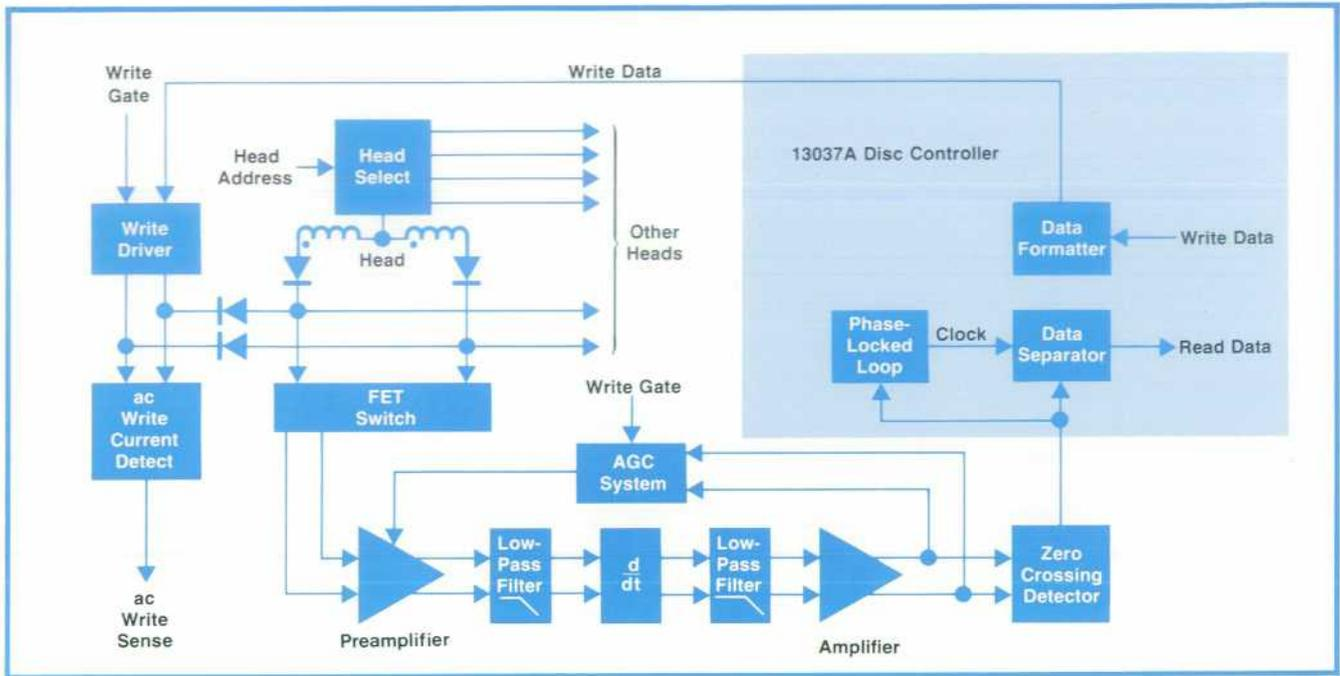 Write
Gate
Write Data
Head
Address
Head
Select
13037A Disc Controller
Write
Driver
Head
Other
Heads
Data
Formatter
Write Data
Phase-
Locked
Loop
Clock
Data
Separator
Read Data
ac
Write
Current
Detect
FET
Switch
Write Gate
AGC
System
Low-
Pass
Filter
d
dt
Low-
Pass
Filter
Zero
Crossing
Detector
ac
Write
Sense
Preamplifier
Amplifier